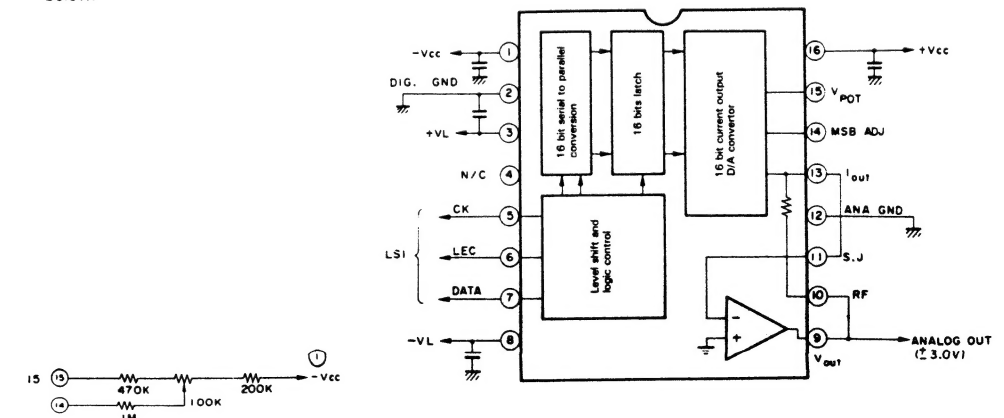 -Vcc
1
DIG. GND
2
+VL
3
N/C
4
LSI
CK
5
LEC
6
DATA
7
-VL
8
16 bit serial to parallel
conversion
16 bits latch
16 bit current output
D/A convertor
Level shift and
logic control
16
+Vcc
15
VPOT
14
MSB ADJ
13
Iout
12
ANA GND
11
S.J
10
RF
9
Vout
-
+
ANALOG OUT
(±3.0V)
15
15
470K
100K
200K
1
-Vcc
14
1M